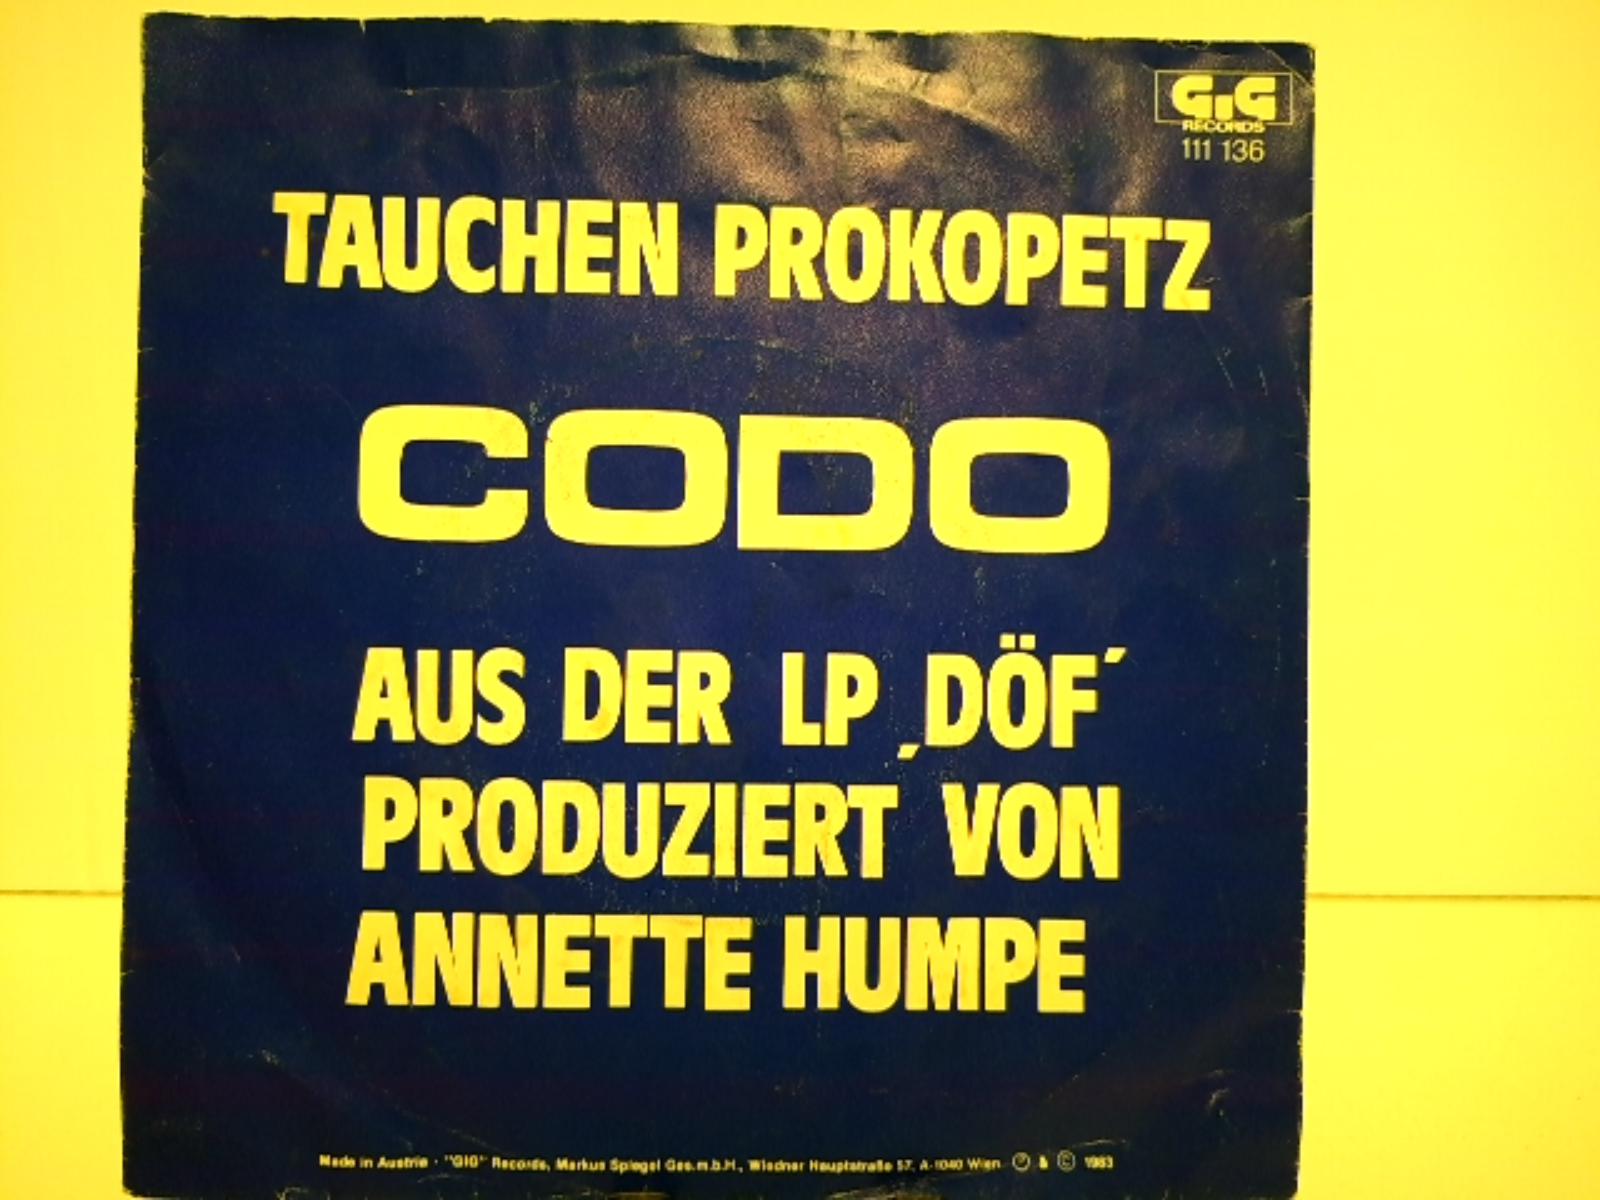 GIG
RECORDS
111 136
TAUCHEN PROKOPETZ
CODO
AUS DER LP ‚DÖF´
PRODUZIERT VON
ANNETTE HUMPE
Made in Austria · "GIG" Records, Markus Spiegel Ges.m.b.H., Wiedner Hauptstraße 57, A-1040 Wien ℗ & © 1983